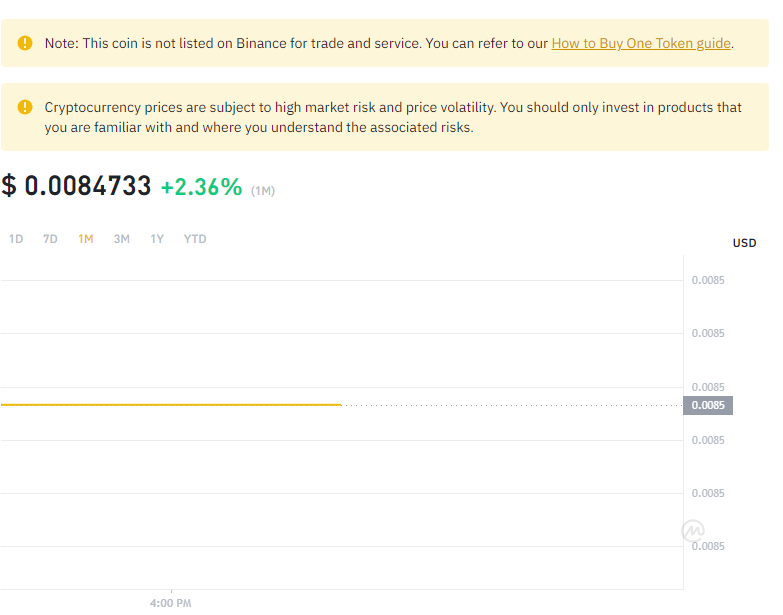 Note: This coin is not listed on Binance for trade and service. You can refer to our How to Buy One Token guide.
Cryptocurrency prices are subject to high market risk and price volatility. You should only invest in products that
you are familiar with and where you understand the associated risks.
$ 0.0084733 +2.36% (1M)
1D 7D 1M 3M 1Y YTD
USD
0.0085
0.0085
0.0085
0.0085
0.0085
0.0085
0.0085
4:00 PM